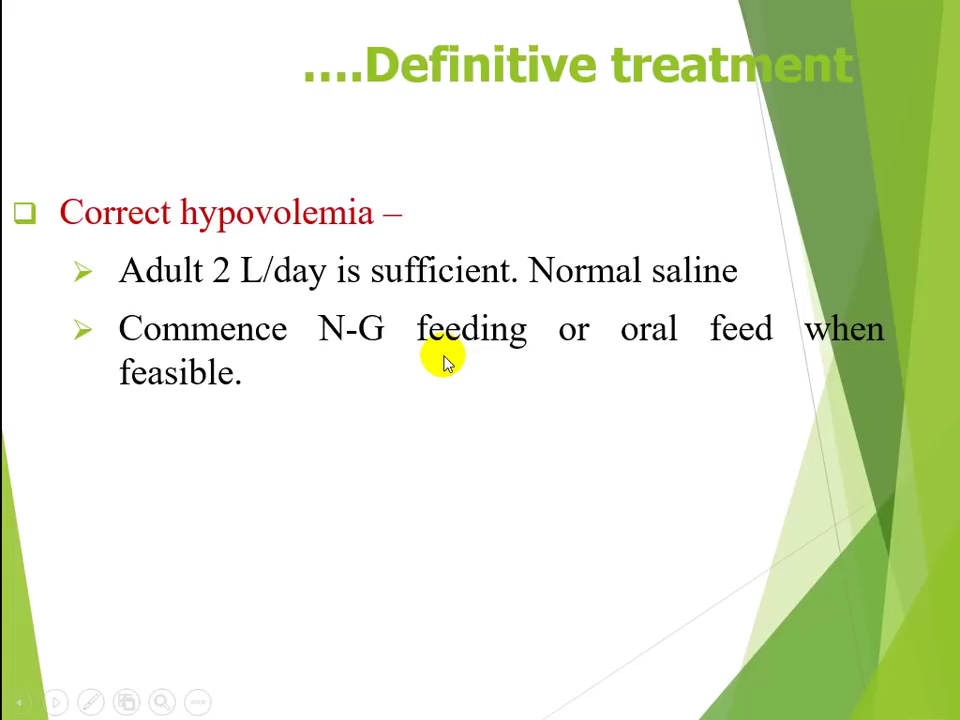 ....Definitive treatment
Correct hypovolemia –
Adult 2 L/day is sufficient. Normal saline
Commence N-G feeding or oral feed when
feasible.